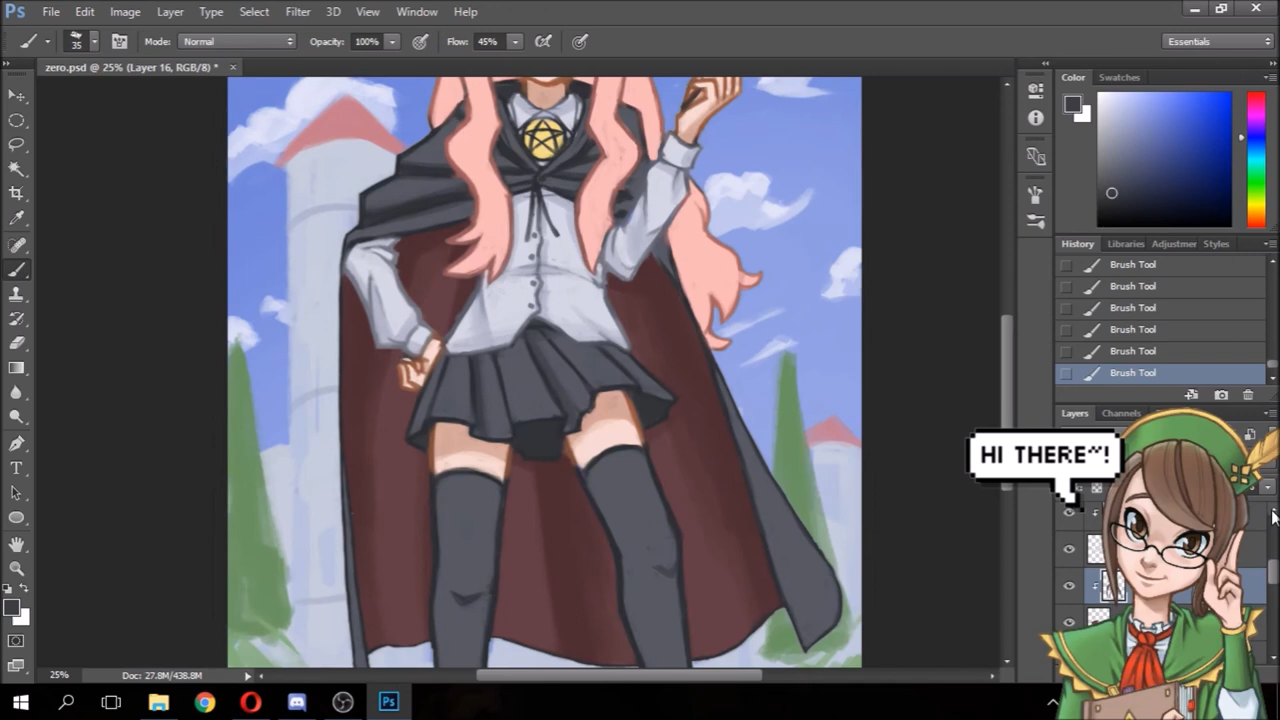 Ps File Edit Image Layer Type Select Filter 3D View Window Help
35 Mode: Normal Opacity: 100% Flow: 45% Essentials
zero.psd @ 25% (Layer 16, RGB/8) *
Color Swatches
History Libraries Adjustmer Styles
Brush Tool
Brush Tool
Brush Tool
Brush Tool
Brush Tool
Brush Tool
Layers Channels
HI THERE~!
T
25% Doc: 27.8M/438.8M
Ps